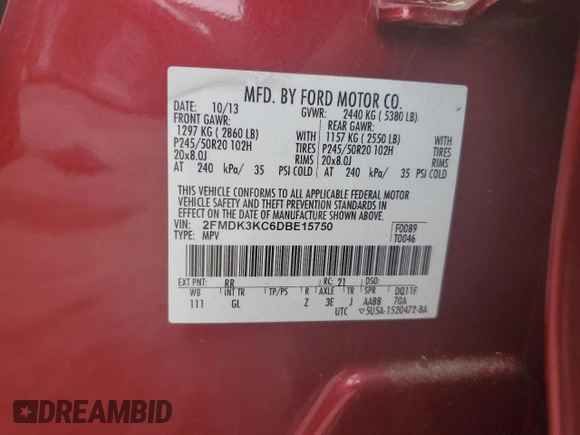 MFD. BY FORD MOTOR CO.
DATE: 10/13 GVWR: 2440 KG ( 5380 LB)
FRONT GAWR: REAR GAWR:
1297 KG ( 2860 LB) WITH 1157 KG ( 2550 LB) WITH
P245/50R20 102H TIRES P245/50R20 102H TIRES
20x8.0J RIMS 20x8.0J RIMS
AT 240 kPa/ 35 PSI COLD AT 240 kPa/ 35 PSI COLD
THIS VEHICLE CONFORMS TO ALL APPLICABLE FEDERAL MOTOR
VEHICLE SAFETY AND THEFT PREVENTION STANDARDS IN EFFECT
ON THE DATE OF MANUFACTURE SHOWN ABOVE.
VIN: 2FMDK3KC6DBE15750 F0089
TYPE: MPV T0046
EXT PNT: RR RC: 21 DSO:
WB INT TR TP/PS R AXLE TR SPR DQ11F
111 GL Z 3E J AABB 70A
UTC ▽5U5A-1520472-BA
DREAMBID